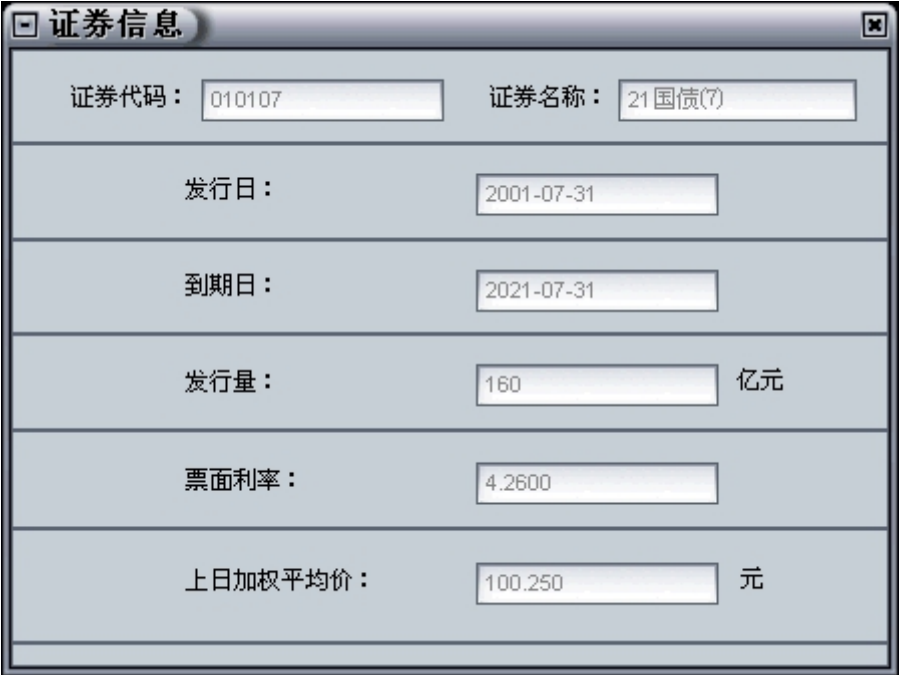 证券信息
证券代码： 010107 证券名称： 21国债(7)
发行日： 2001-07-31
到期日： 2021-07-31
发行量： 160 亿元
票面利率： 4.2600
上日加权平均价： 100.250 元